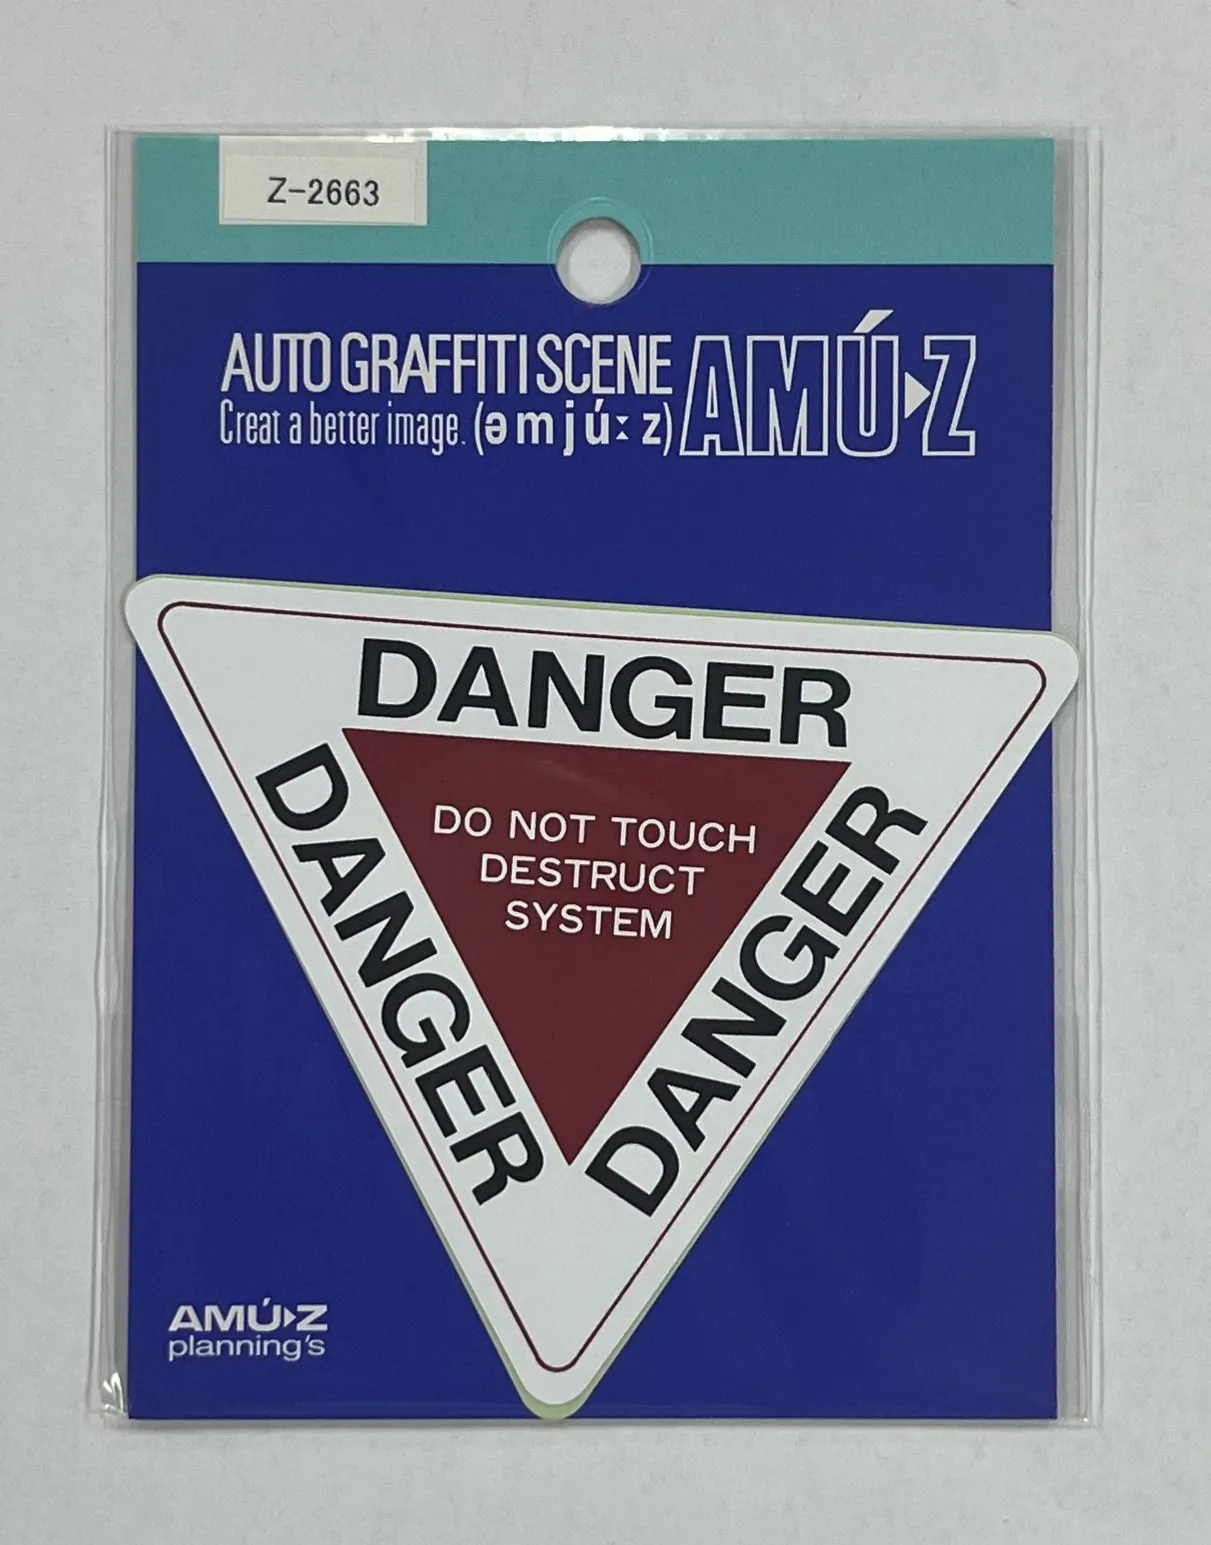 Z-2663
AUTO GRAFFITI SCENE AMÚ▶Z
Creat a better image. (əmjú:z)
DANGER
DANGER
DANGER
DO NOT TOUCH
DESTRUCT
SYSTEM
AMÚ▶Z
planning's